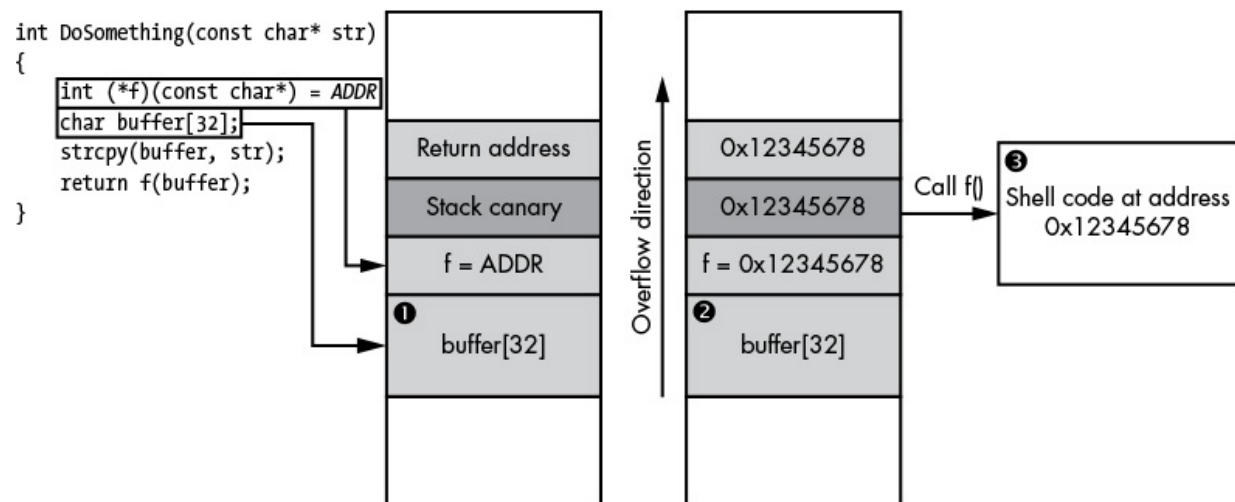 int DoSomething(const char* str)
{
int (*f)(const char*) = ADDR
char buffer[32];
strcpy(buffer, str);
return f(buffer);
}
Return address
Stack canary
f = ADDR
❶
buffer[32]
Overflow direction
0x12345678
0x12345678
f = 0x12345678
❷
buffer[32]
Call f()
❸
Shell code at address
0x12345678